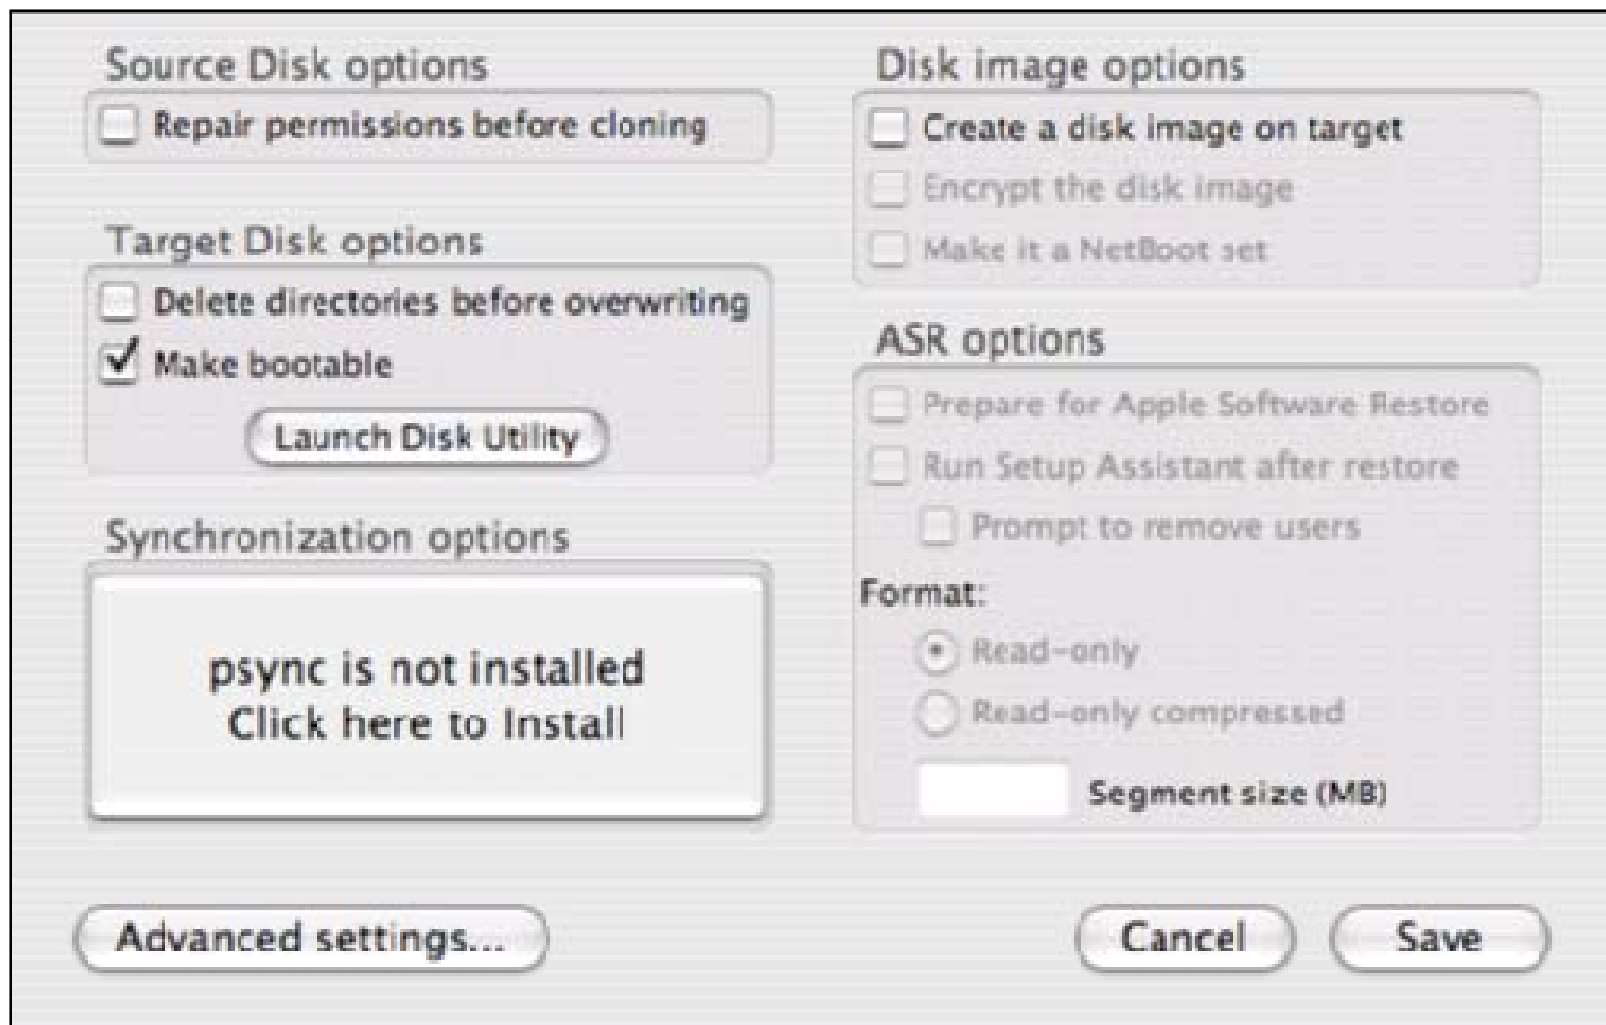 Source Disk options
Repair permissions before cloning
Target Disk options
Delete directories before overwriting
Make bootable
Launch Disk Utility
Synchronization options
psync is not installed
Click here to Install
Advanced settings...
Disk image options
Create a disk image on target
Encrypt the disk image
Make it a NetBoot set
ASR options
Prepare for Apple Software Restore
Run Setup Assistant after restore
Prompt to remove users
Format:
Read-only
Read-only compressed
Segment size (MB)
Cancel
Save